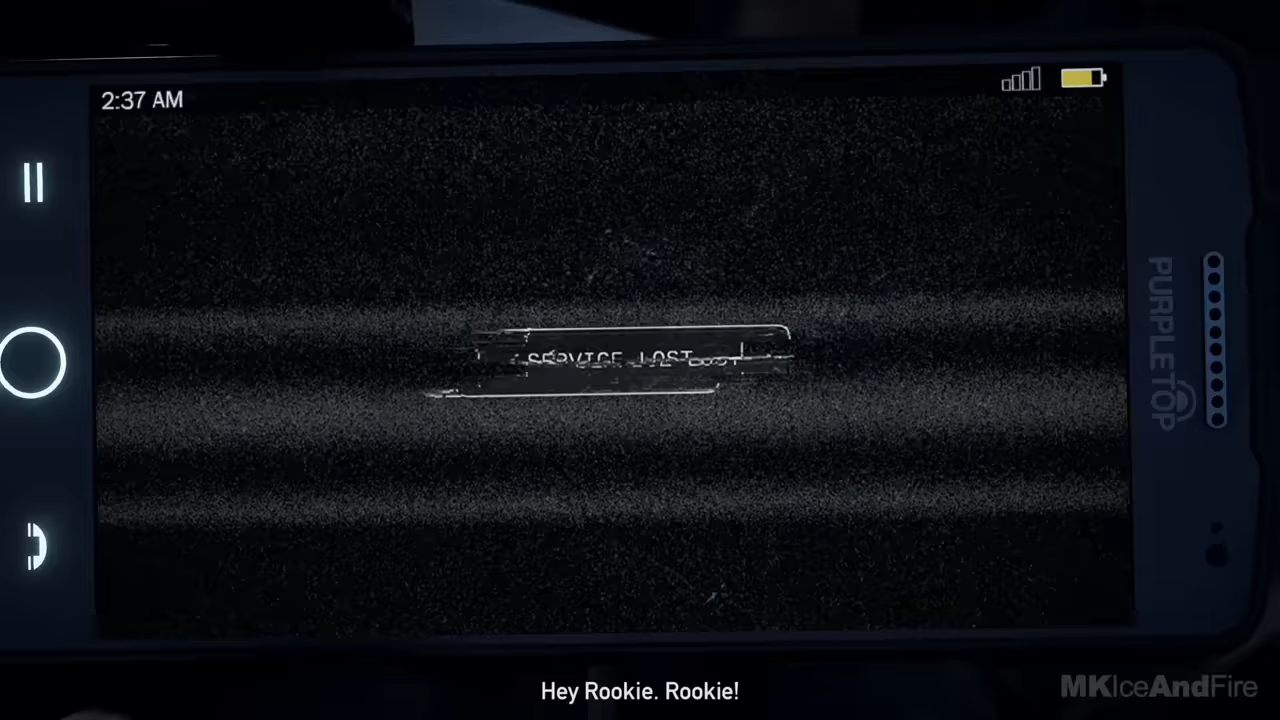 2:37 AM
SERVICE LOST
PURPLETOP
Hey Rookie. Rookie!
MKIceAndFire